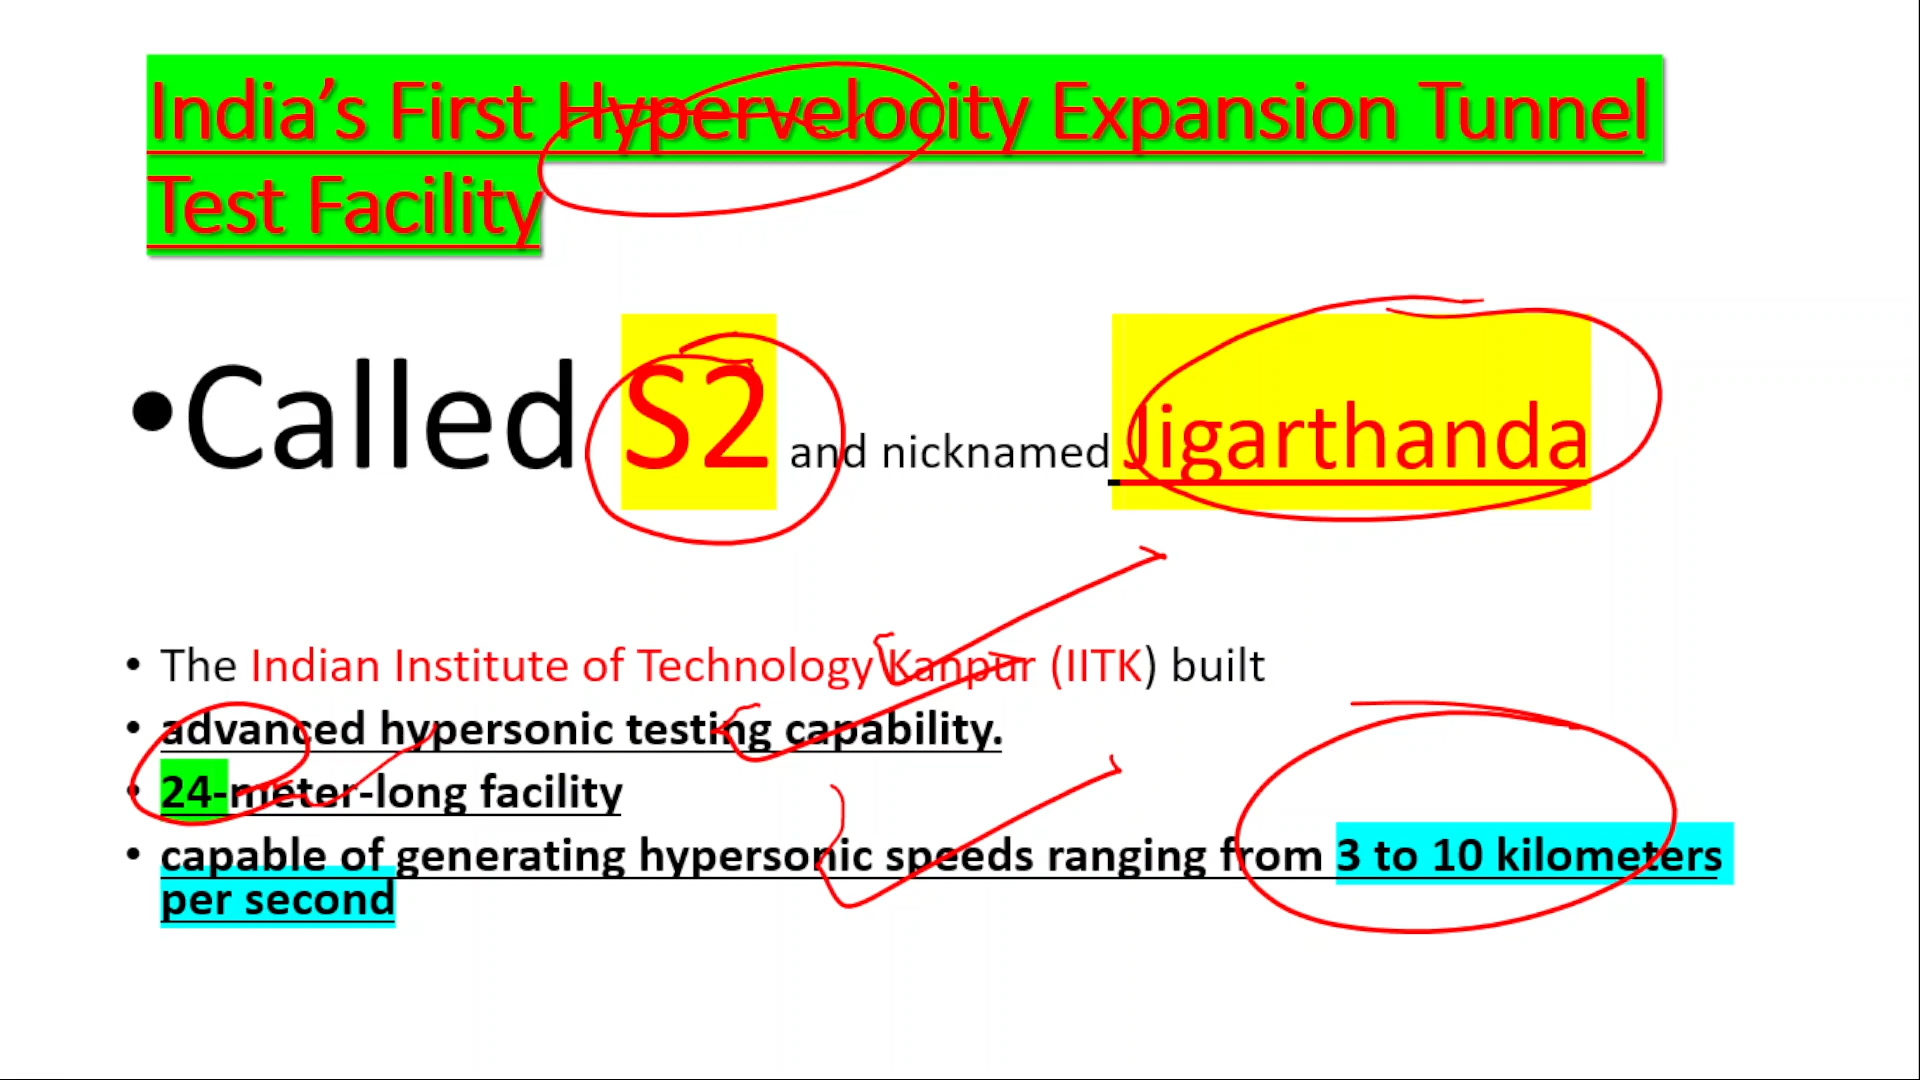 India’s First Hypervelocity Expansion Tunnel
Test Facility
•Called S2 and nicknamed Jigarthanda
• The Indian Institute of Technology Kanpur (IITK) built
• advanced hypersonic testing capability.
• 24-meter-long facility
• capable of generating hypersonic speeds ranging from 3 to 10 kilometers
per second